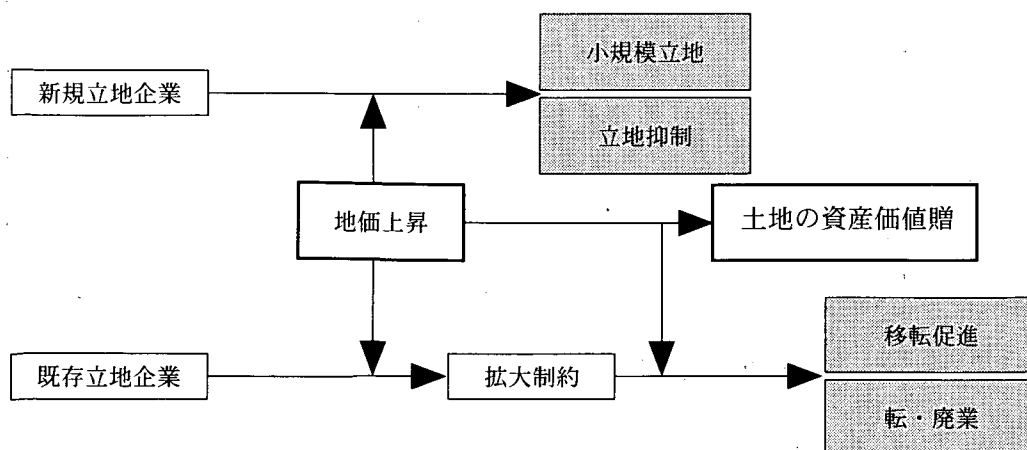 小規模立地
新規立地企業
立地抑制
地価上昇
土地の資産価値贈
移転促進
既存立地企業
拡大制約
転・廃業